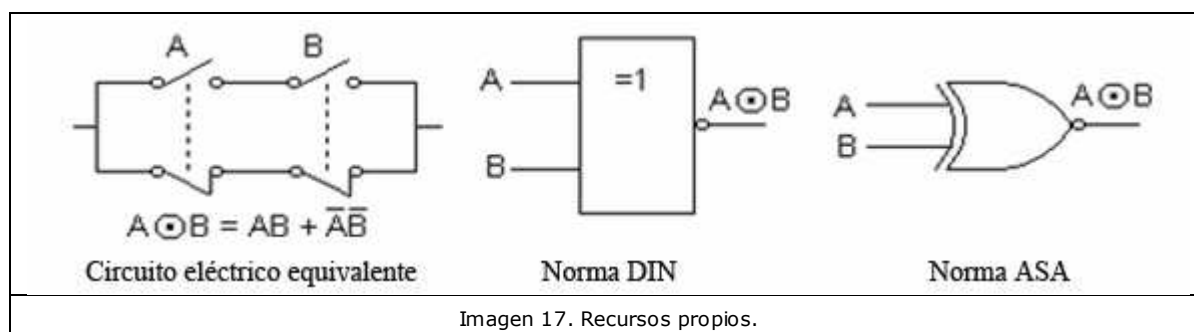 A B
A⊙B = AB + A̅B̅
Circuito eléctrico equivalente
A =1 A⊙B
B
Norma DIN
A A⊙B
B
Norma ASA
Imagen 17. Recursos propios.